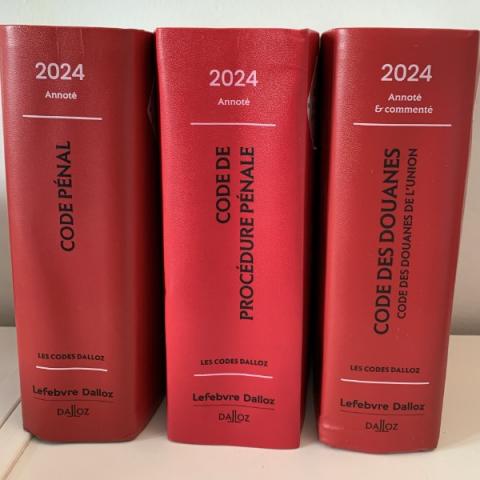 2024
Annoté
CODE PÉNAL
LES CODES DALLOZ
Lefebvre Dalloz
DALLOZ
2024
Annoté
CODE DE
PROCÉDURE PÉNALE
LES CODES DALLOZ
Lefebvre Dalloz
DALLOZ
2024
Annoté
& commenté
CODE DES DOUANES
CODE DES DOUANES DE L'UNION
LES CODES DALLOZ
Lefebvre Dalloz
DALLOZ